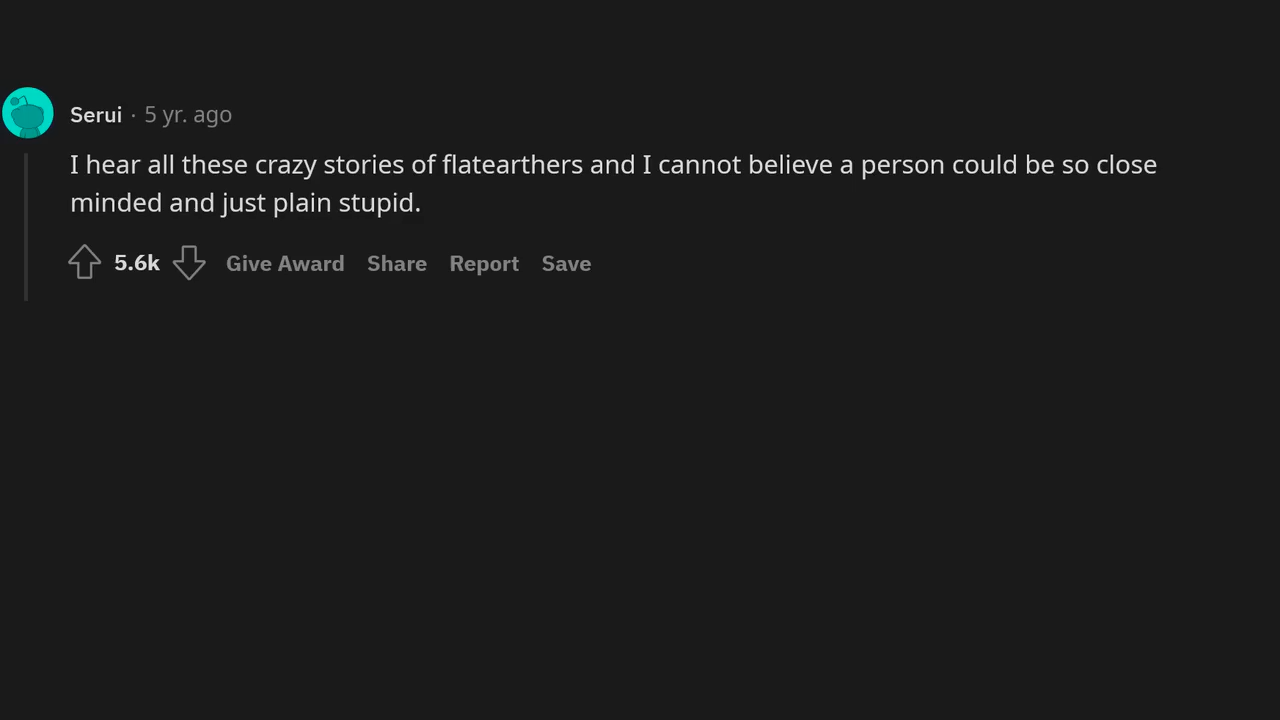 Serui · 5 yr. ago
I hear all these crazy stories of flatearthers and I cannot believe a person could be so close
minded and just plain stupid.
5.6k Give Award Share Report Save